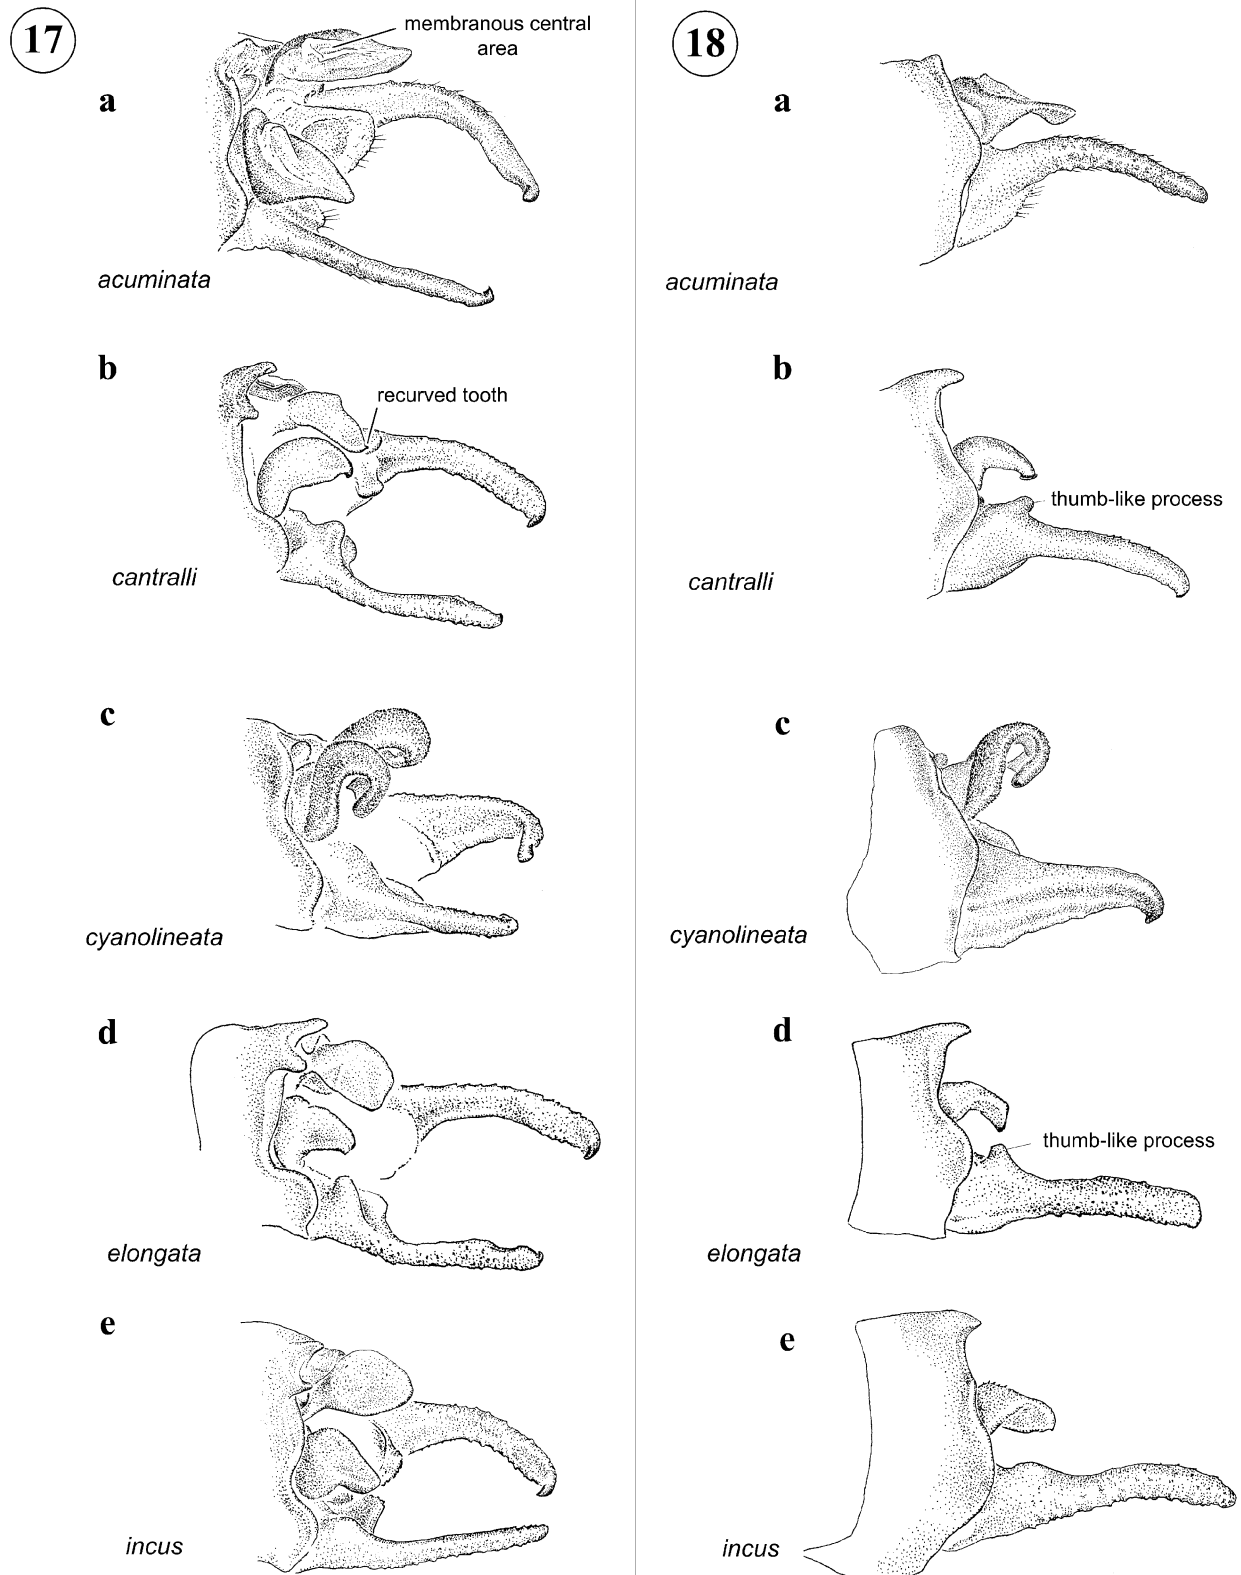 17
membranous central
area
a
acuminata
b
recurved tooth
cantralli
c
cyanolineata
d
elongata
e
incus
18
a
acuminata
b
thumb-like process
cantralli
c
cyanolineata
d
thumb-like process
elongata
e
incus